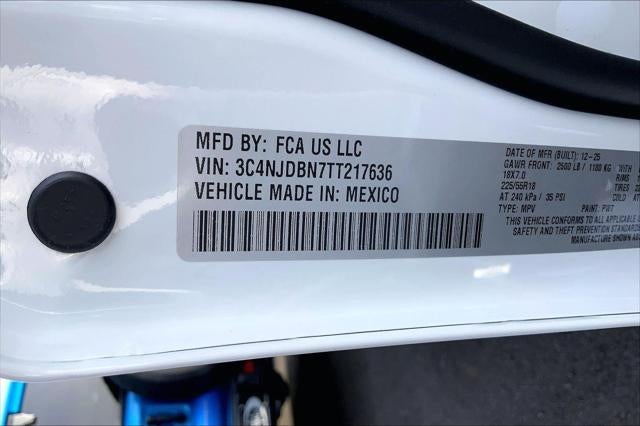 MFD BY: FCA US LLC
VIN: 3C4NJDBN7TT217636
VEHICLE MADE IN: MEXICO
DATE OF MFR (BUILT): 12-25
GAWR FRONT: 2500 LB / 1180 KG
18X7.0 RIMS
225/55R18 TIRES
AT 240 kPa / 35 PSI COLD AT
TYPE: MPV PAINT: PW7
THIS VEHICLE CONFORMS TO ALL APPLICABLE
SAFETY AND THEFT PREVENTION STANDARDS
MANUFACTURE SHOWN